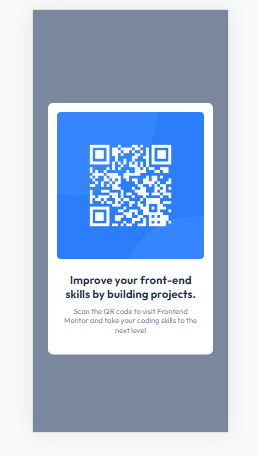 Improve your front-end
skills by building projects.
Scan the QR code to visit Frontend
Mentor and take your coding skills to the
next level